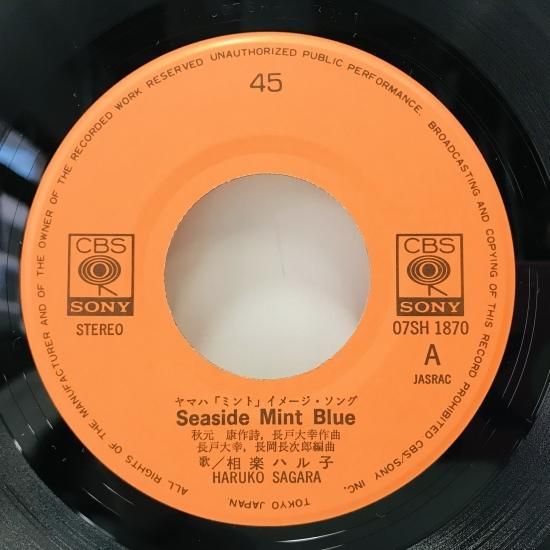 ALL RIGHTS OF THE MANUFACTURER AND OF THE OWNER OF THE RECORDED WORK RESERVED UNAUTHORIZED PUBLIC PERFORMANCE. BROADCASTING AND COPYING OF THIS RECORD PROHIBITED CBS/SONY INC. TOKYO JAPAN.
45
CBS
SONY
STEREO
CBS
SONY
07SH 1870
A
JASRAC
ヤマハ「ミント」イメージ・ソング
Seaside Mint Blue
秋元 康作詩, 長戸大幸作曲
長戸大幸, 長岡長次郎編曲
歌/相楽ハル子
HARUKO SAGARA